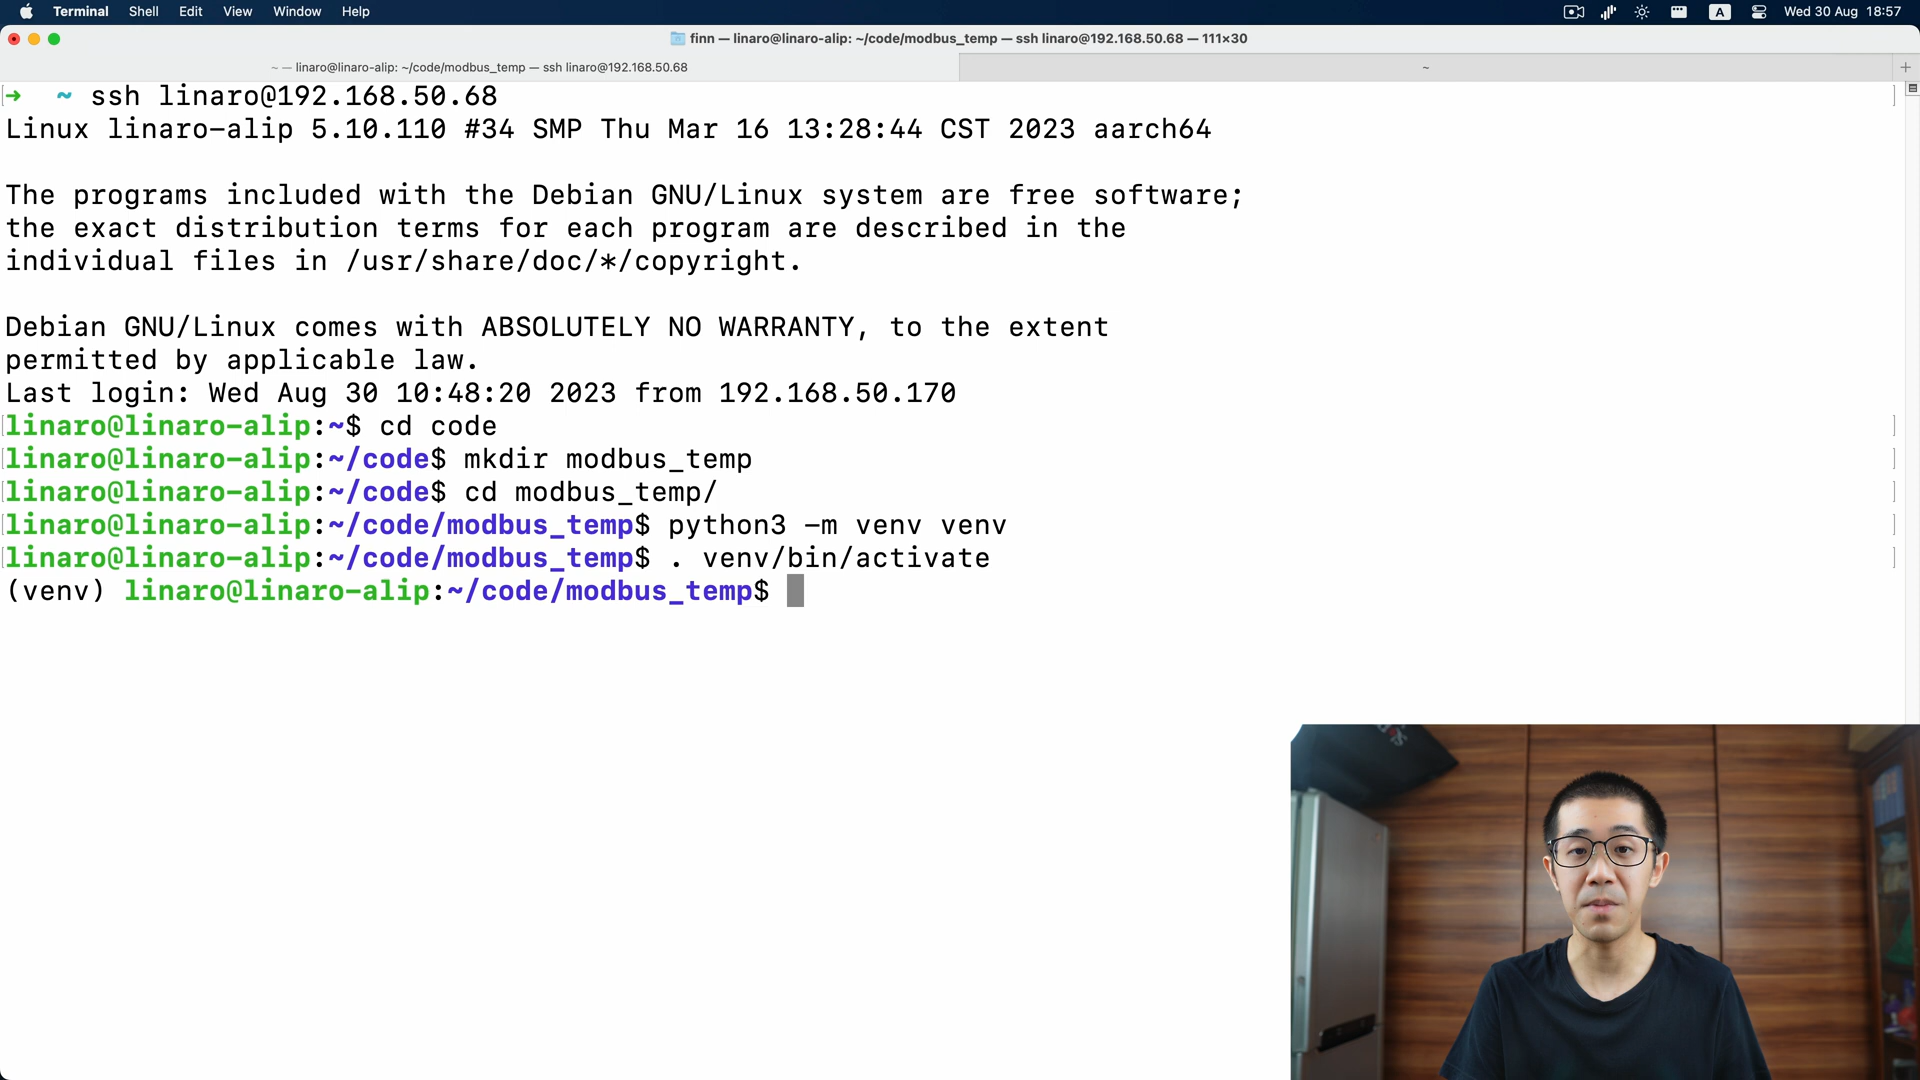 Terminal Shell Edit View Window Help A Wed 30 Aug 18:57
finn — linaro@linaro-alip: ~/code/modbus_temp — ssh linaro@192.168.50.68 — 111×30
~ — linaro@linaro-alip: ~/code/modbus_temp — ssh linaro@192.168.50.68 ~ +
→ ~ ssh linaro@192.168.50.68
Linux linaro-alip 5.10.110 #34 SMP Thu Mar 16 13:28:44 CST 2023 aarch64
The programs included with the Debian GNU/Linux system are free software;
the exact distribution terms for each program are described in the
individual files in /usr/share/doc/*/copyright.
Debian GNU/Linux comes with ABSOLUTELY NO WARRANTY, to the extent
permitted by applicable law.
Last login: Wed Aug 30 10:48:20 2023 from 192.168.50.170
linaro@linaro-alip:~$ cd code
linaro@linaro-alip:~/code$ mkdir modbus_temp
linaro@linaro-alip:~/code$ cd modbus_temp/
linaro@linaro-alip:~/code/modbus_temp$ python3 -m venv venv
linaro@linaro-alip:~/code/modbus_temp$ . venv/bin/activate
(venv) linaro@linaro-alip:~/code/modbus_temp$